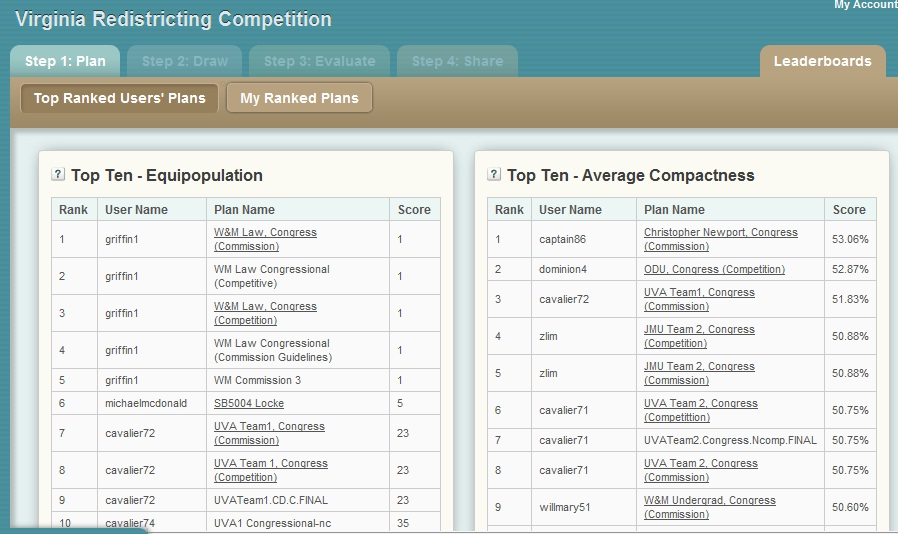 My Account
Virginia Redistricting Competition
Step 1: Plan Step 2: Draw Step 3: Evaluate Step 4: Share Leaderboards
Top Ranked Users' Plans My Ranked Plans
? Top Ten - Equipopulation
Rank User Name Plan Name Score
1 griffin1 W&M Law, Congress
(Commission) 1
2 griffin1 WM Law Congressional
(Competitive) 1
3 griffin1 W&M Law, Congress
(Competition) 1
4 griffin1 WM Law Congressional
(Commission Guidelines) 1
5 griffin1 WM Commission 3 1
6 michaelmcdonald SB5004 Locke 5
7 cavalier72 UVA Team1, Congress
(Commission) 23
8 cavalier72 UVA Team 1, Congress
(Competition) 23
9 cavalier72 UVATeam1.CD.C.FINAL 23
10 cavalier74 UVA1 Congressional-nc 35
? Top Ten - Average Compactness
Rank User Name Plan Name Score
1 captain86 Christopher Newport, Congress
(Commission) 53.06%
2 dominion4 ODU, Congress (Competition) 52.87%
3 cavalier72 UVA Team1, Congress
(Commission) 51.83%
4 zlim JMU Team 2, Congress
(Competition) 50.88%
5 zlim JMU Team 2, Congress
(Commission) 50.88%
6 cavalier71 UVA Team 2, Congress
(Competittion) 50.75%
7 cavalier71 UVATeam2.Congress.Ncomp.FINAL 50.75%
8 cavalier71 UVA Team 2, Congress
(Commission) 50.75%
9 willmary51 W&M Undergrad, Congress
(Commission) 50.60%